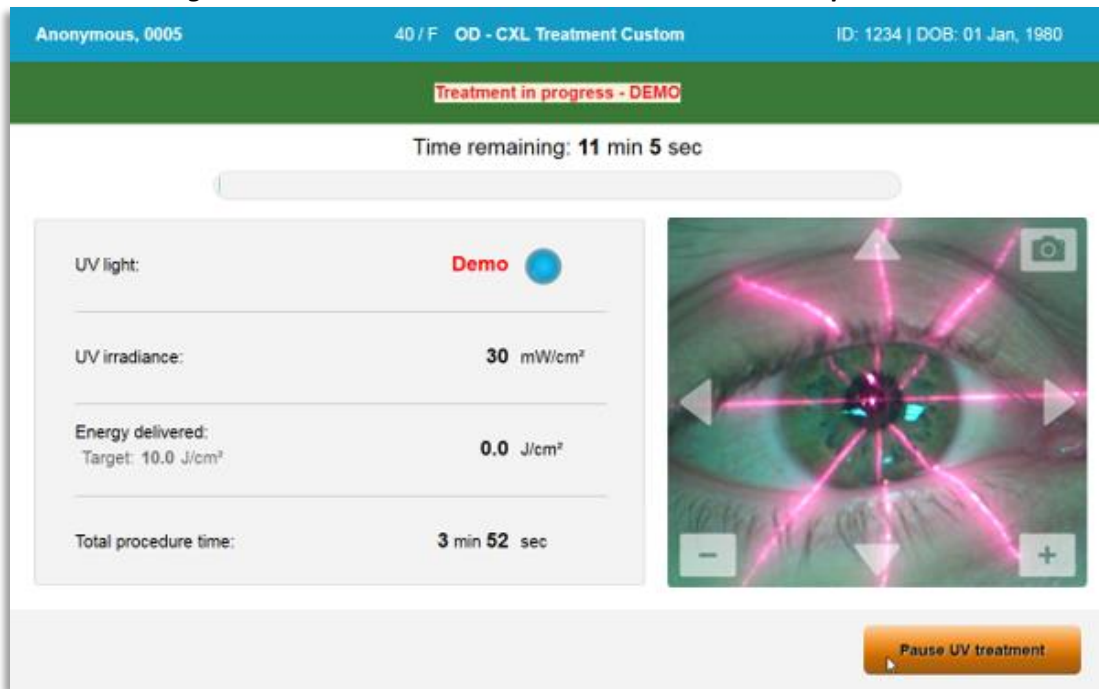 Anonymous, 0005 40 / F OD - CXL Treatment Custom ID: 1234 | DOB: 01 Jan, 1980
Treatment in progress - DEMO
Time remaining: 11 min 5 sec
UV light: Demo
UV irradiance: 30 mW/cm²
Energy delivered:
Target: 10.0 J/cm² 0.0 J/cm²
Total procedure time: 3 min 52 sec
− +
Pause UV treatment